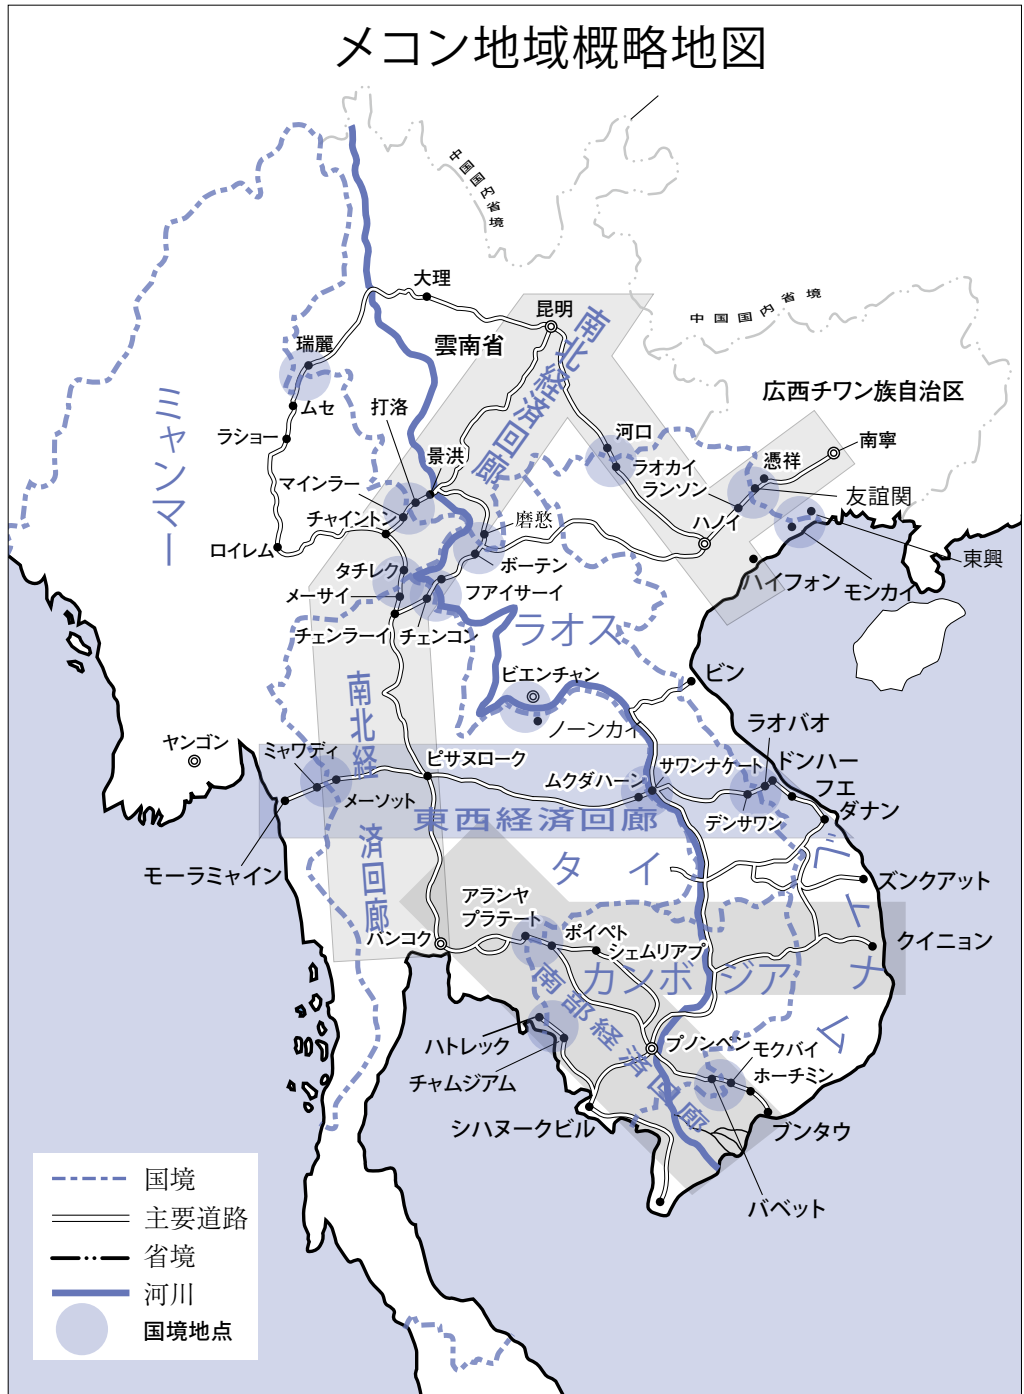 メコン地域概略地図
中国国内省境
中国国内省境
大理
昆明
雲南省
南北経済回廊
瑞麗
ムセ
ラショー
打洛
景洪
マインラー
チャイントン
ロイレム
ミャンマー
広西チワン族自治区
河口
ラオカイ
ランソン
憑祥
南寧
友誼関
ハノイ
東興
ハイフォン
モンカイ
磨憨
ボーテン
タチレク
メーサイ
フアイサーイ
チェンラーイ
チェンコン
ラオス
ビエンチャン
ノーンカイ
ビン
ラオバオ
ドンハー
フエ
ダナン
ヤンゴン
ミャワディ
南北経済回廊
ピサヌローク
サワンナケート
ムクダハーン
メーソット
デンサワン
東西経済回廊
モーラミャイン
タイ
ベトナム
ズンクアット
アランヤ
プラテート
ポイペト
シェムリアプ
バンコク
クイニョン
カンボジア
南部経済回廊
ハトレック
チャムジアム
プノンペン
モクバイ
ホーチミン
シハヌークビル
ブンタウ
バベット
国境
主要道路
省境
河川
国境地点